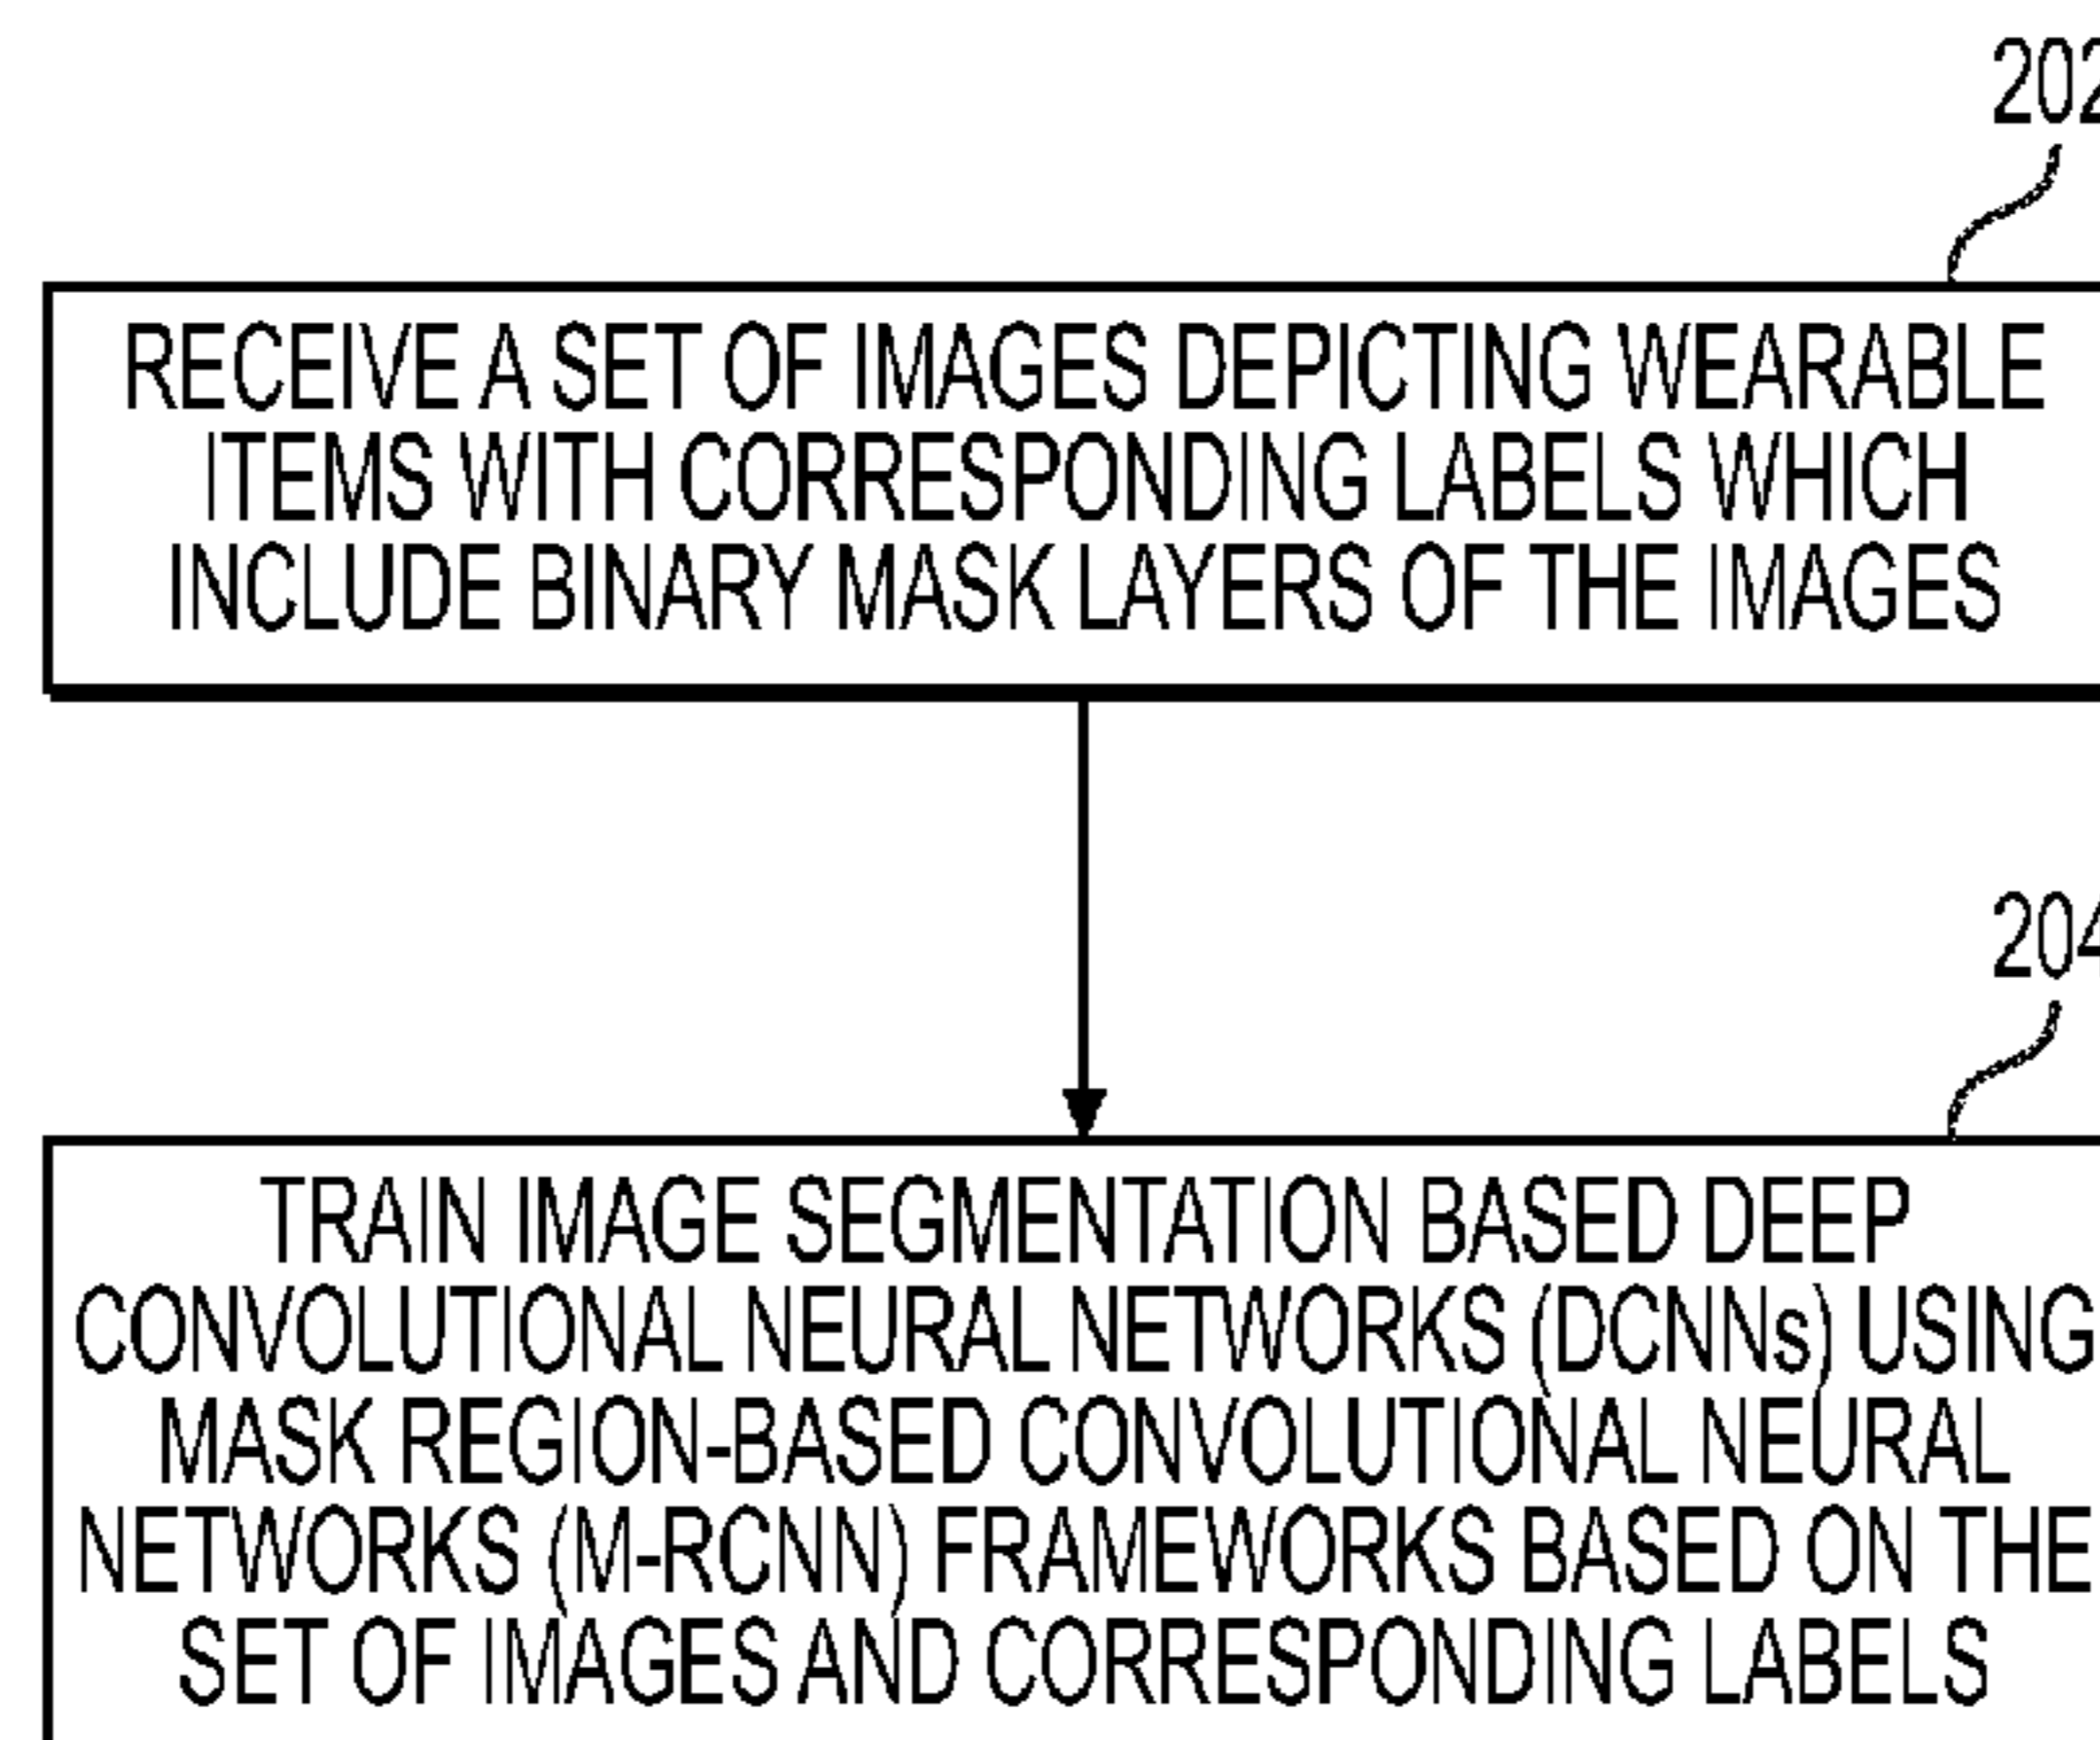 202
RECEIVE A SET OF IMAGES DEPICTING WEARABLE
ITEMS WITH CORRESPONDING LABELS WHICH
INCLUDE BINARY MASK LAYERS OF THE IMAGES
204
TRAIN IMAGE SEGMENTATION BASED DEEP
CONVOLUTIONAL NEURAL NETWORKS (DCNNs) USING
MASK REGION-BASED CONVOLUTIONAL NEURAL
NETWORKS (M-RCNN) FRAMEWORKS BASED ON THE
SET OF IMAGES AND CORRESPONDING LABELS